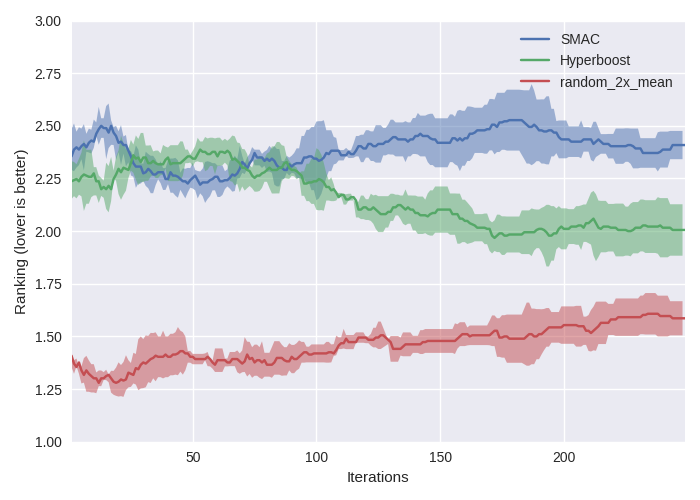 3.00
2.75
2.50
2.25
2.00
1.75
1.50
1.25
1.00
Ranking (lower is better)
SMAC
Hyperboost
random_2x_mean
50
100
150
200
Iterations